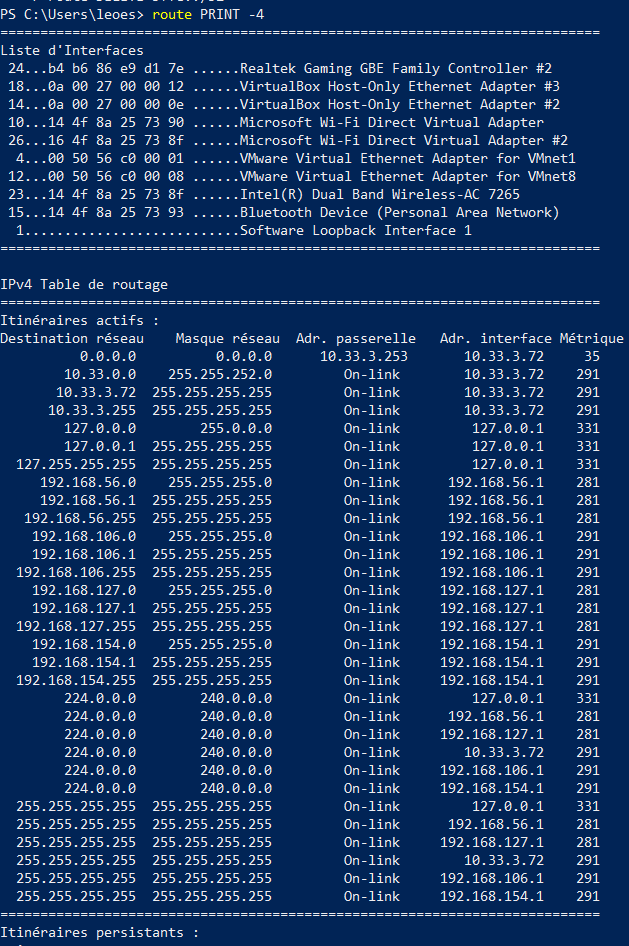 PS C:\Users\leoes> route PRINT -4
===========================================================================
Liste d'Interfaces
 24...b4 b6 86 e9 d1 7e ......Realtek Gaming GBE Family Controller #2
 18...0a 00 27 00 00 12 ......VirtualBox Host-Only Ethernet Adapter #3
 14...0a 00 27 00 00 0e ......VirtualBox Host-Only Ethernet Adapter #2
 10...14 4f 8a 25 73 90 ......Microsoft Wi-Fi Direct Virtual Adapter
 26...16 4f 8a 25 73 8f ......Microsoft Wi-Fi Direct Virtual Adapter #2
  4...00 50 56 c0 00 01 ......VMware Virtual Ethernet Adapter for VMnet1
 12...00 50 56 c0 00 08 ......VMware Virtual Ethernet Adapter for VMnet8
 23...14 4f 8a 25 73 8f ......Intel(R) Dual Band Wireless-AC 7265
 15...14 4f 8a 25 73 93 ......Bluetooth Device (Personal Area Network)
  1...........................Software Loopback Interface 1
===========================================================================
IPv4 Table de routage
===========================================================================
Itinéraires actifs :
Destination réseau    Masque réseau  Adr. passerelle   Adr. interface Métrique
          0.0.0.0          0.0.0.0      10.33.3.253       10.33.3.72     35
        10.33.0.0    255.255.252.0         On-link        10.33.3.72    291
       10.33.3.72  255.255.255.255         On-link        10.33.3.72    291
      10.33.3.255  255.255.255.255         On-link        10.33.3.72    291
        127.0.0.0        255.0.0.0         On-link         127.0.0.1    331
        127.0.0.1  255.255.255.255         On-link         127.0.0.1    331
  127.255.255.255  255.255.255.255         On-link         127.0.0.1    331
     192.168.56.0    255.255.255.0         On-link      192.168.56.1    281
     192.168.56.1  255.255.255.255         On-link      192.168.56.1    281
   192.168.56.255  255.255.255.255         On-link      192.168.56.1    281
    192.168.106.0    255.255.255.0         On-link     192.168.106.1    291
    192.168.106.1  255.255.255.255         On-link     192.168.106.1    291
  192.168.106.255  255.255.255.255         On-link     192.168.106.1    291
    192.168.127.0    255.255.255.0         On-link     192.168.127.1    281
    192.168.127.1  255.255.255.255         On-link     192.168.127.1    281
  192.168.127.255  255.255.255.255         On-link     192.168.127.1    281
    192.168.154.0    255.255.255.0         On-link     192.168.154.1    291
    192.168.154.1  255.255.255.255         On-link     192.168.154.1    291
  192.168.154.255  255.255.255.255         On-link     192.168.154.1    291
        224.0.0.0        240.0.0.0         On-link         127.0.0.1    331
        224.0.0.0        240.0.0.0         On-link      192.168.56.1    281
        224.0.0.0        240.0.0.0         On-link     192.168.127.1    281
        224.0.0.0        240.0.0.0         On-link        10.33.3.72    291
        224.0.0.0        240.0.0.0         On-link     192.168.106.1    291
        224.0.0.0        240.0.0.0         On-link     192.168.154.1    291
  255.255.255.255  255.255.255.255         On-link         127.0.0.1    331
  255.255.255.255  255.255.255.255         On-link      192.168.56.1    281
  255.255.255.255  255.255.255.255         On-link     192.168.127.1    281
  255.255.255.255  255.255.255.255         On-link        10.33.3.72    291
  255.255.255.255  255.255.255.255         On-link     192.168.106.1    291
  255.255.255.255  255.255.255.255         On-link     192.168.154.1    291
===========================================================================
Itinéraires persistants :